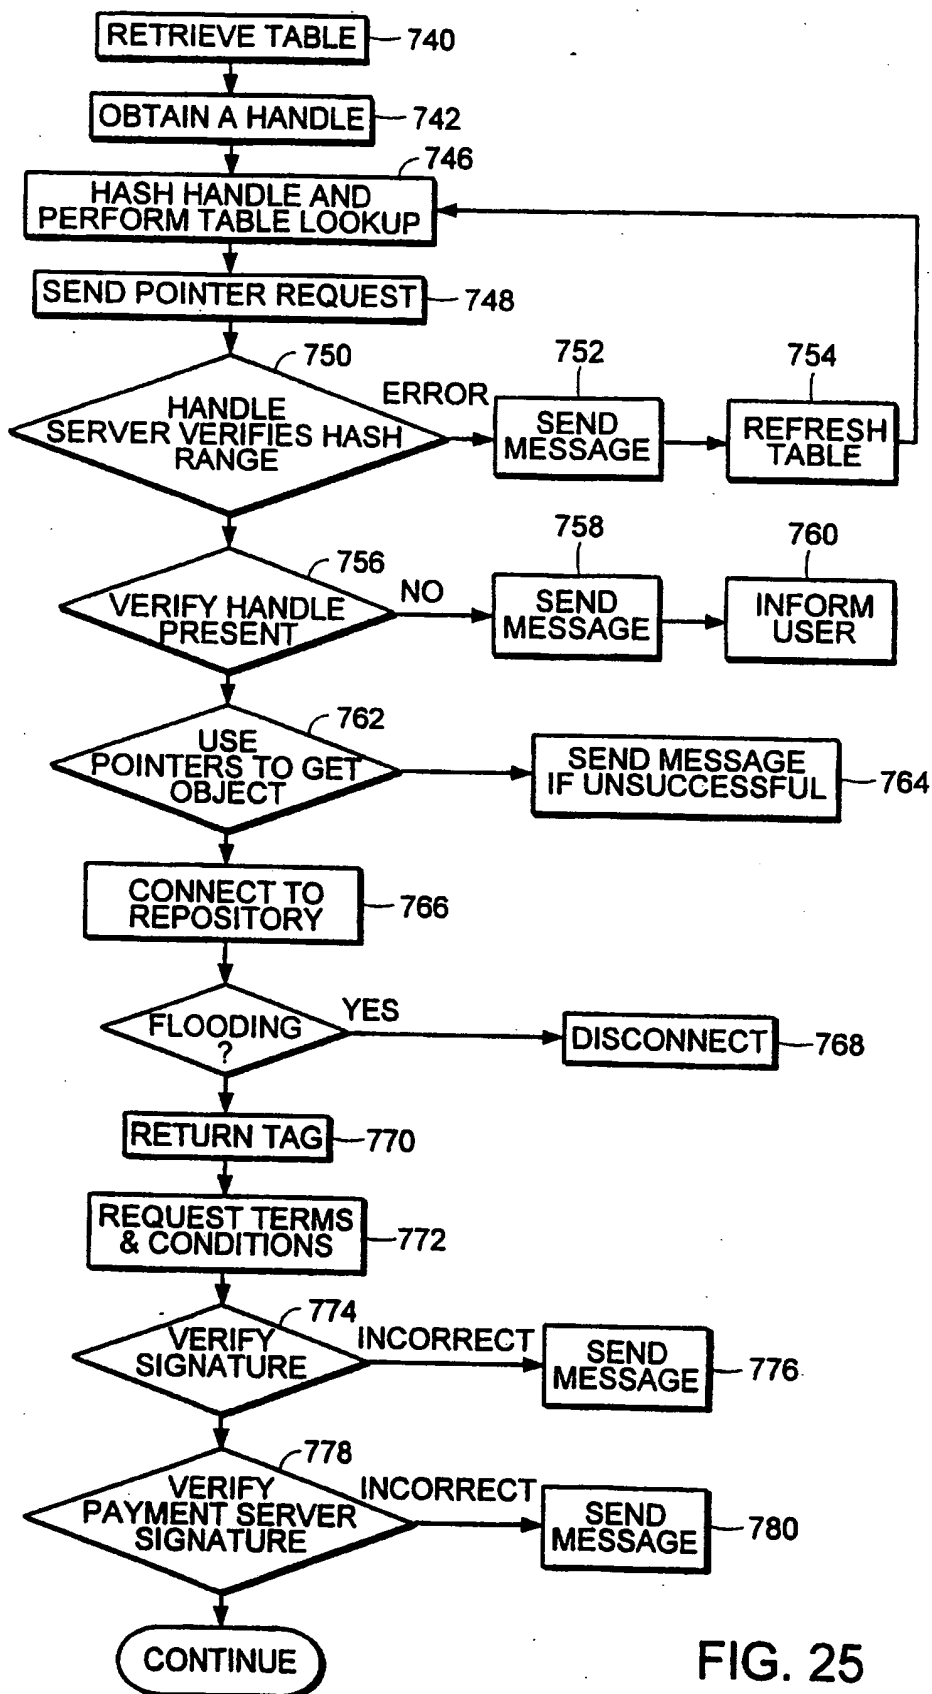 RETRIEVE TABLE
740
OBTAIN A HANDLE
742
746
HASH HANDLE AND
PERFORM TABLE LOOKUP
SEND POINTER REQUEST
748
750
HANDLE
SERVER VERIFIES HASH
RANGE
ERROR
752
SEND
MESSAGE
754
REFRESH
TABLE
756
VERIFY HANDLE
PRESENT
NO
758
SEND
MESSAGE
760
INFORM
USER
762
USE
POINTERS TO GET
OBJECT
SEND MESSAGE
IF UNSUCCESSFUL
764
CONNECT TO
REPOSITORY
766
FLOODING
?
YES
DISCONNECT
768
RETURN TAG
770
REQUEST TERMS
& CONDITIONS
772
774
VERIFY
SIGNATURE
INCORRECT
SEND
MESSAGE
776
778
VERIFY
PAYMENT SERVER
SIGNATURE
INCORRECT
SEND
MESSAGE
780
CONTINUE
FIG. 25